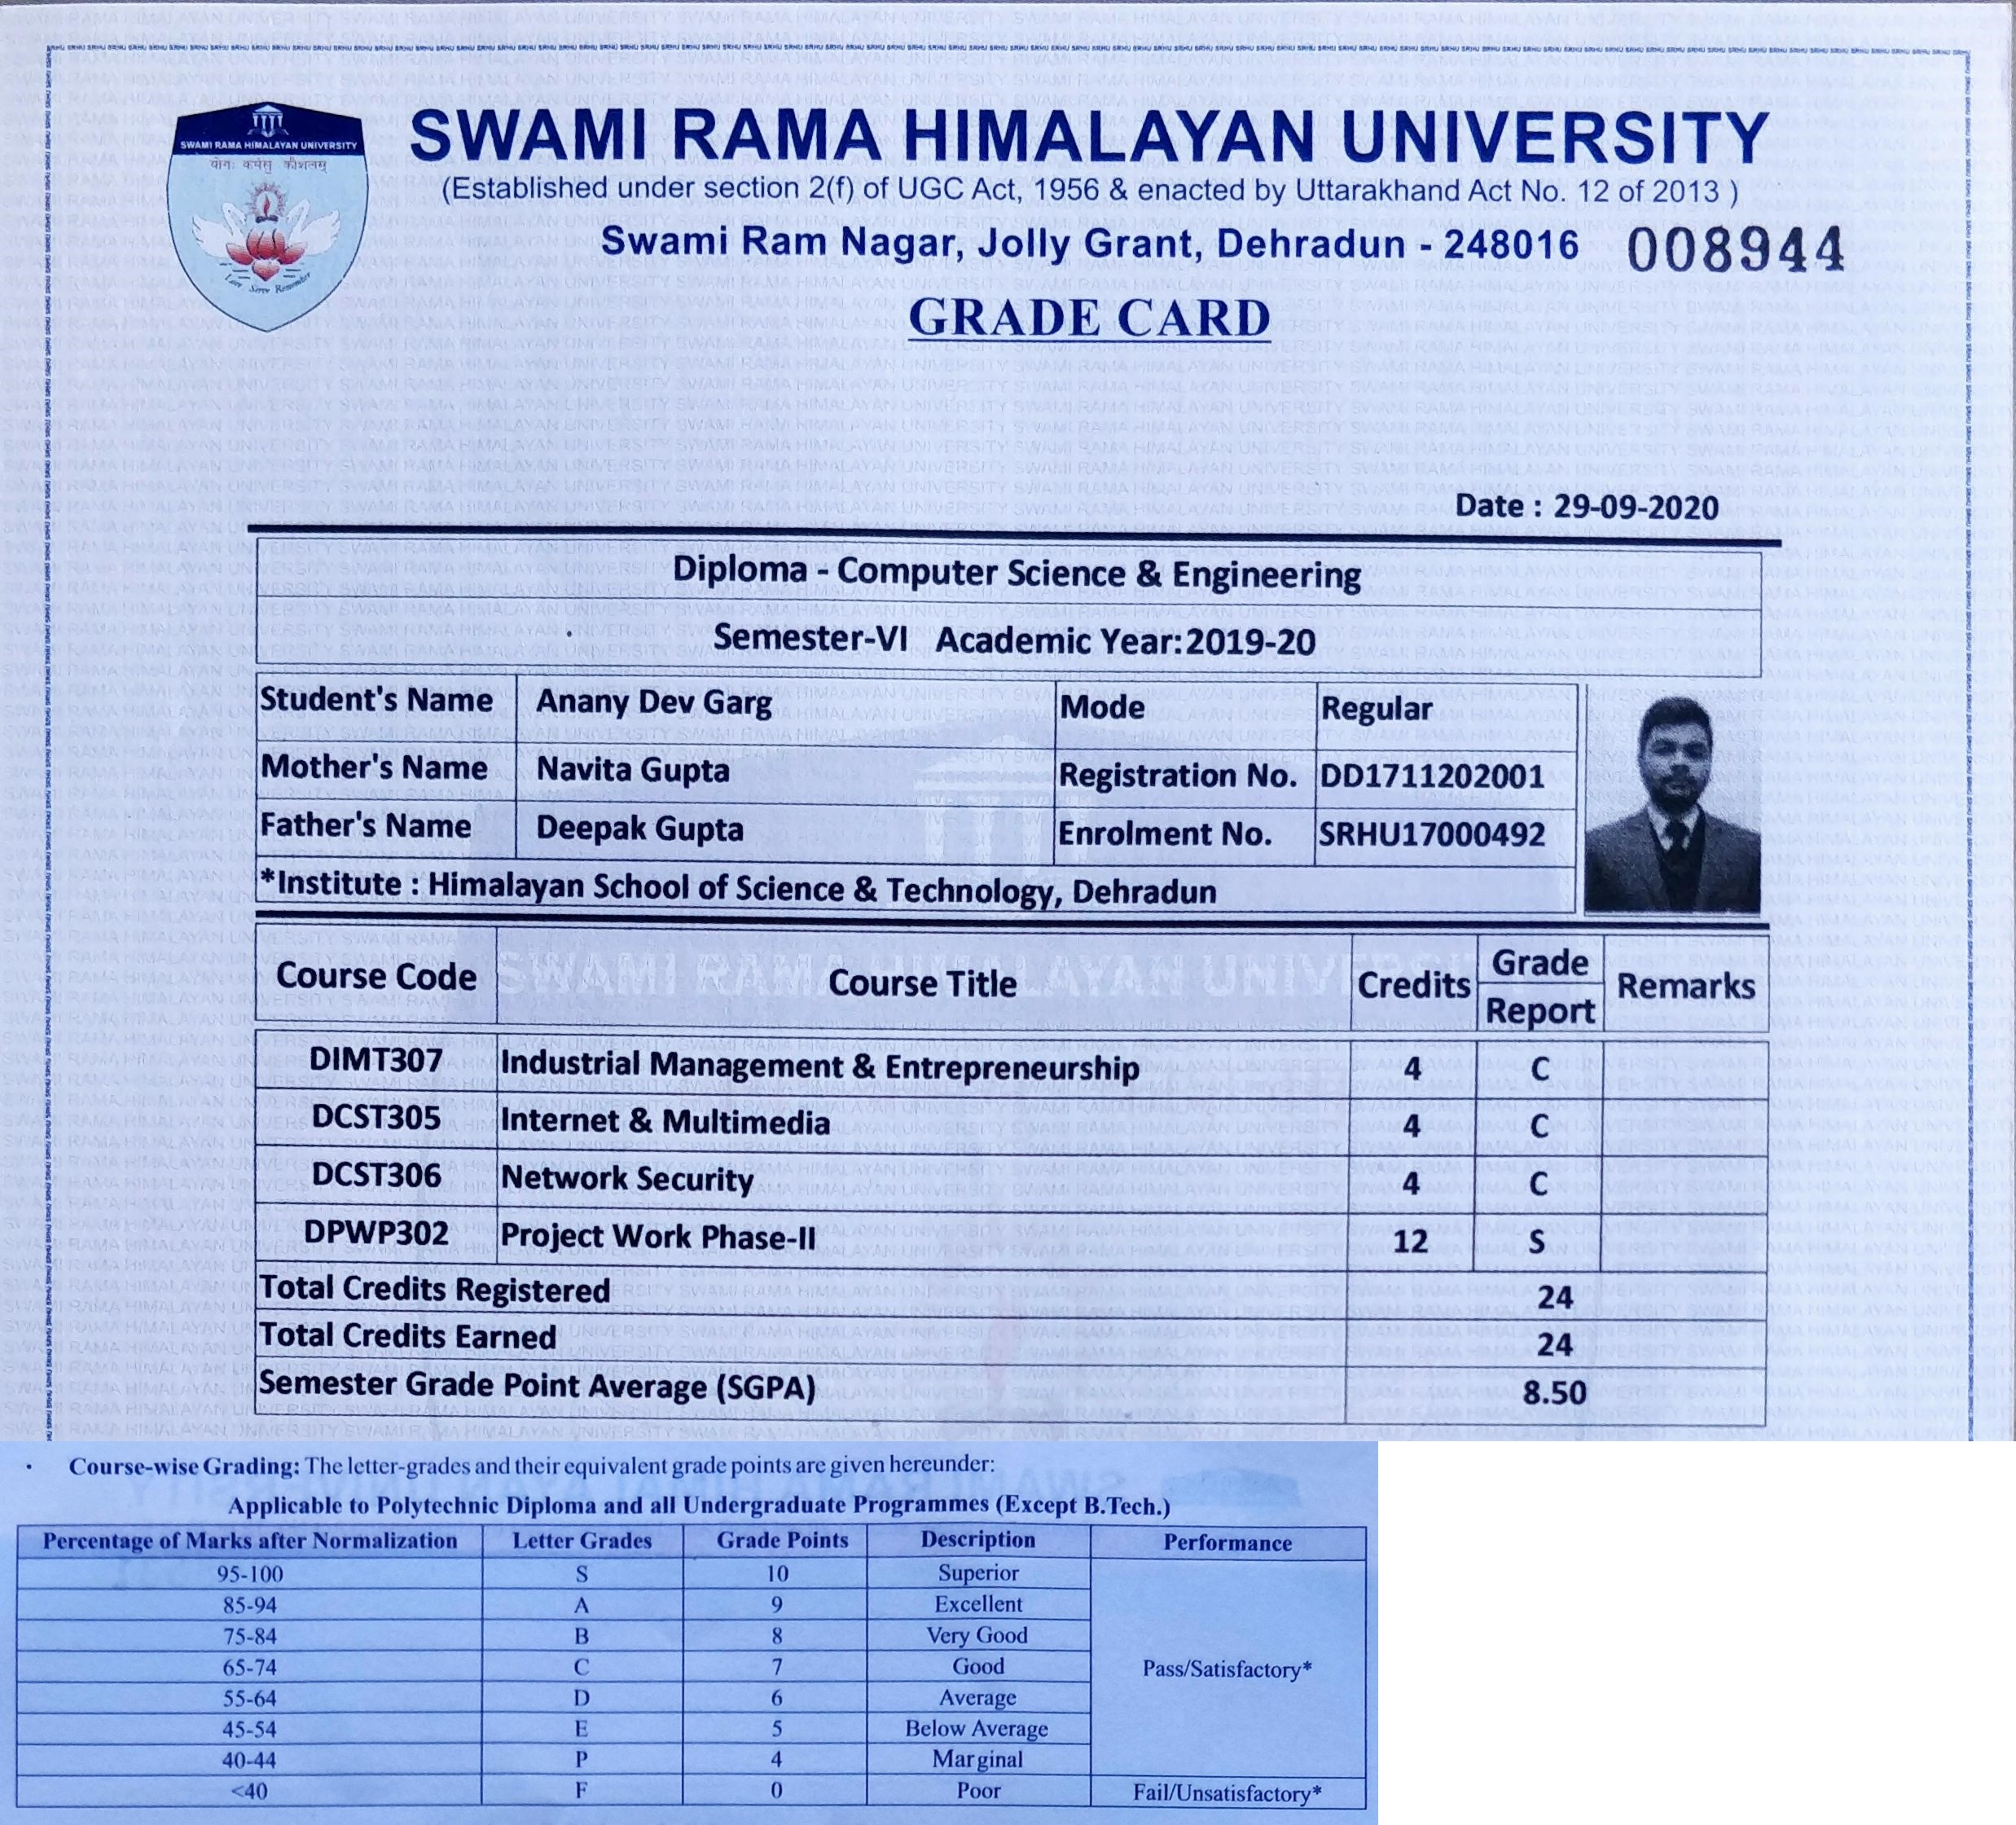 SWAMI RAMA HIMALAYAN UNIVERSITY
योगः कर्मसु कौशलम्
Love Serve Remember
SWAMI RAMA HIMALAYAN UNIVERSITY
(Established under section 2(f) of UGC Act, 1956 & enacted by Uttarakhand Act No. 12 of 2013 )
Swami Ram Nagar, Jolly Grant, Dehradun - 248016 008944
GRADE CARD
Date : 29-09-2020
Diploma - Computer Science & Engineering
Semester-VI Academic Year:2019-20
Student's Name Anany Dev Garg Mode Regular
Mother's Name Navita Gupta Registration No. DD1711202001
Father's Name Deepak Gupta Enrolment No. SRHU17000492
*Institute : Himalayan School of Science & Technology, Dehradun
Course Code Course Title Credits Grade Report Remarks
DIMT307 Industrial Management & Entrepreneurship 4 C
DCST305 Internet & Multimedia 4 C
DCST306 Network Security 4 C
DPWP302 Project Work Phase-II 12 S
Total Credits Registered 24
Total Credits Earned 24
Semester Grade Point Average (SGPA) 8.50
· Course-wise Grading: The letter-grades and their equivalent grade points are given hereunder:
Applicable to Polytechnic Diploma and all Undergraduate Programmes (Except B.Tech.)
Percentage of Marks after Normalization Letter Grades Grade Points Description Performance
95-100 S 10 Superior
85-94 A 9 Excellent
75-84 B 8 Very Good
65-74 C 7 Good Pass/Satisfactory*
55-64 D 6 Average
45-54 E 5 Below Average
40-44 P 4 Marginal
<40 F 0 Poor Fail/Unsatisfactory*